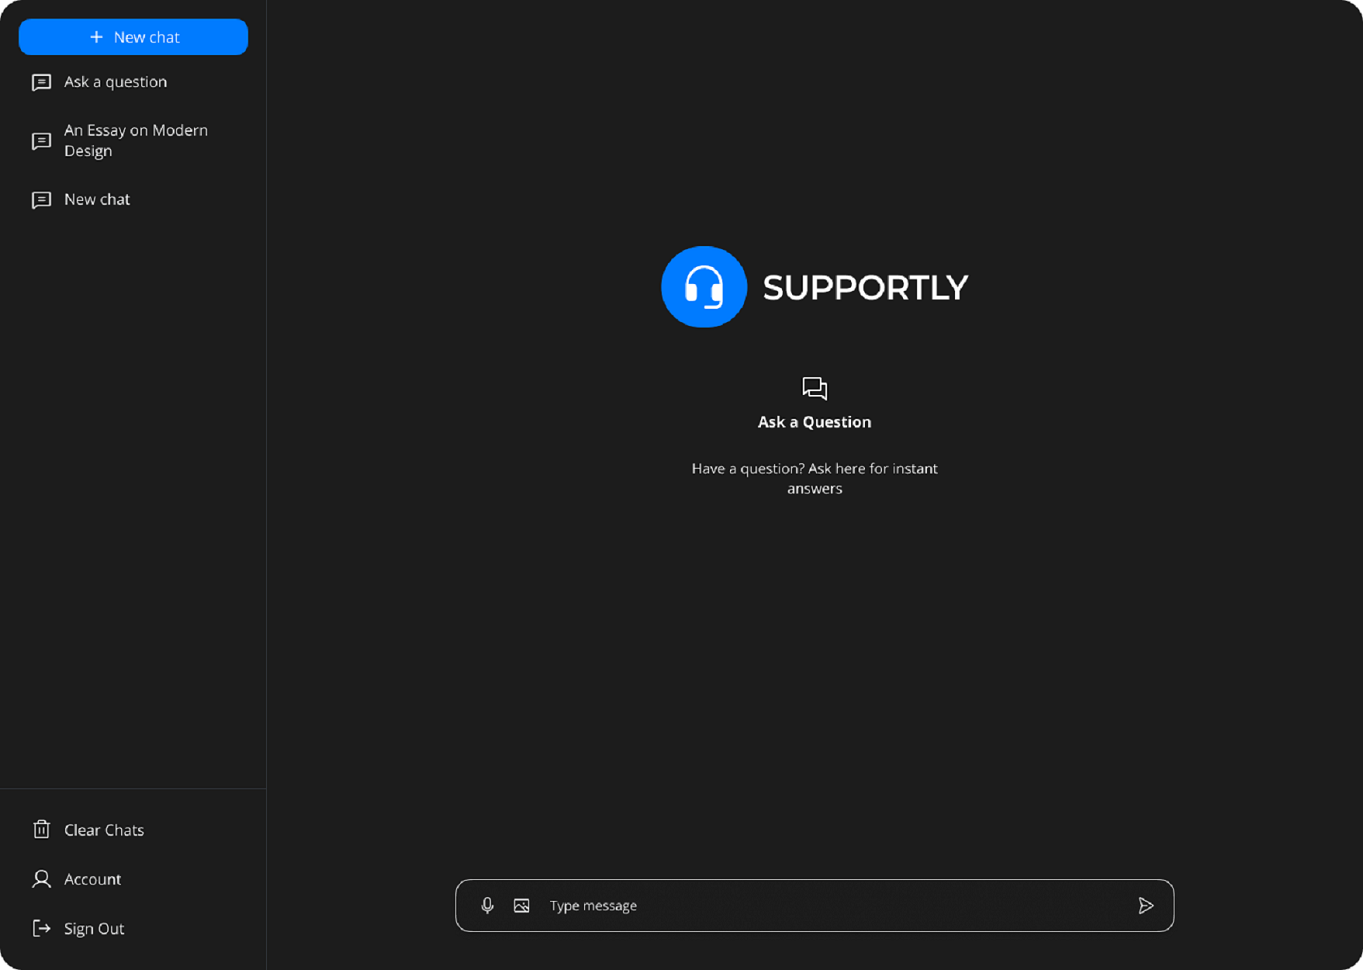 New chat
Ask a question
An Essay on Modern
Design
New chat
SUPPORTLY
Ask a Question
Have a question? Ask here for instant
answers
Clear Chats
Account
Sign Out
Type message